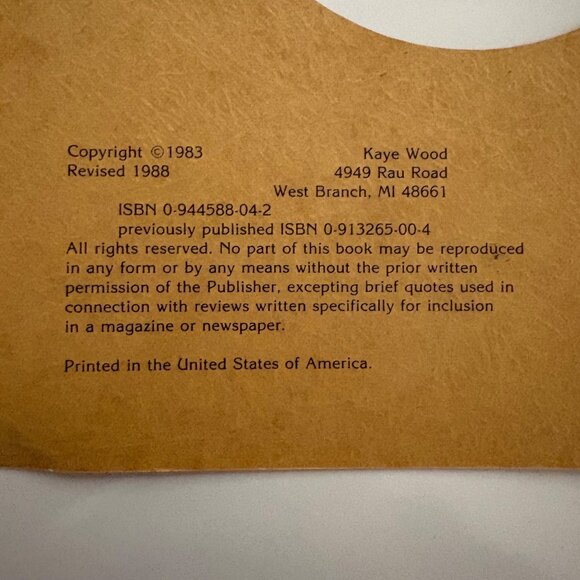 Copyright ©1983 Kaye Wood
Revised 1988 4949 Rau Road
West Branch, MI 48661
ISBN 0-944588-04-2
previously published ISBN 0-913265-00-4
All rights reserved. No part of this book may be reproduced
in any form or by any means without the prior written
permission of the Publisher, excepting brief quotes used in
connection with reviews written specifically for inclusion
in a magazine or newspaper.
Printed in the United States of America.